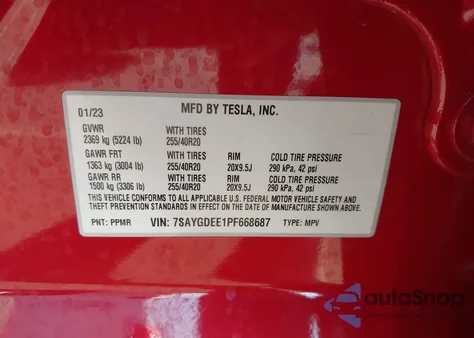 01/23 MFD BY TESLA, INC.
GVWR WITH TIRES
2369 kg (5224 lb) 255/40R20
GAWR FRT WITH TIRES RIM COLD TIRE PRESSURE
1363 kg (3004 lb) 255/40R20 20X9.5J 290 kPa, 42 psi
GAWR RR WITH TIRES RIM COLD TIRE PRESSURE
1500 kg (3306 lb) 255/40R20 20X9.5J 290 kPa, 42 psi
THIS VEHICLE CONFORMS TO ALL APPLICABLE U.S. FEDERAL MOTOR VEHICLE
SAFETY AND THEFT PREVENTION STANDARDS IN EFFECT ON THE DATE OF MANUFACTURE SHOWN ABOVE.
PNT: PPMR VIN: 7SAYGDEE1PF668687 TYPE: MPV
autoSnap